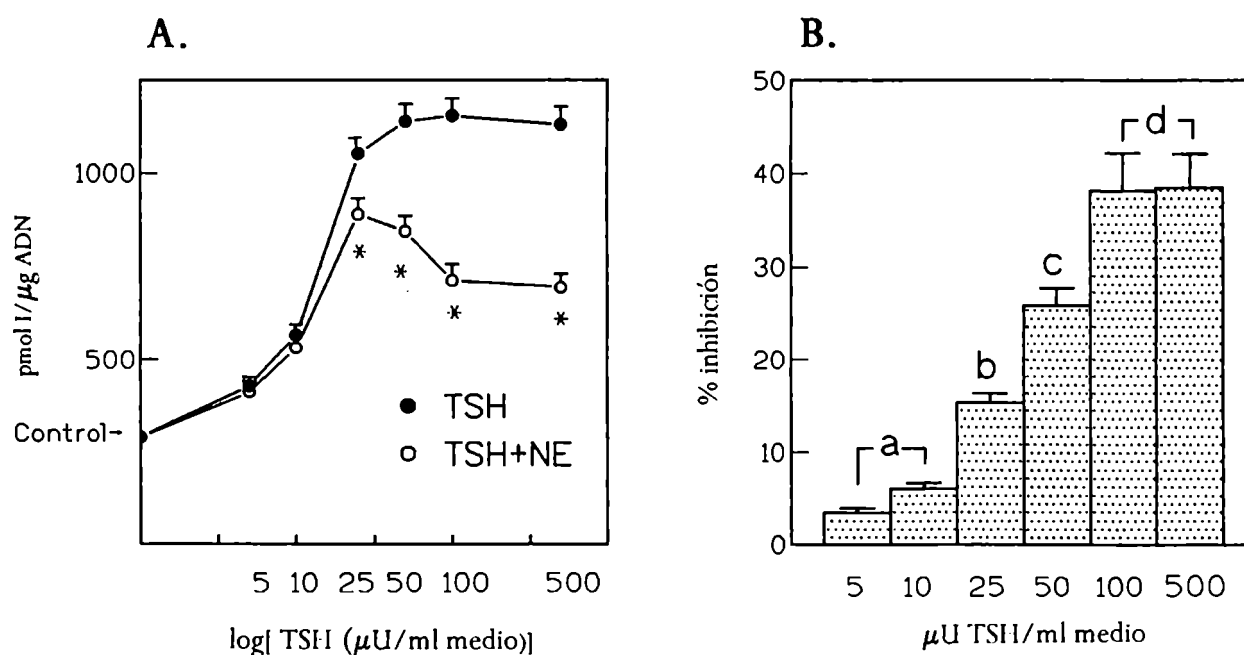 A.
1000
500
pmol I/μg ADN
Control→
● TSH
○ TSH+NE
*
*
*
*
5 10 25 50 100 500
log[ TSH (μU/ml medio)]
B.
50
40
30
20
10
0
% inhibición
a
b
c
d
5 10 25 50 100 500
μU TSH/ml medio